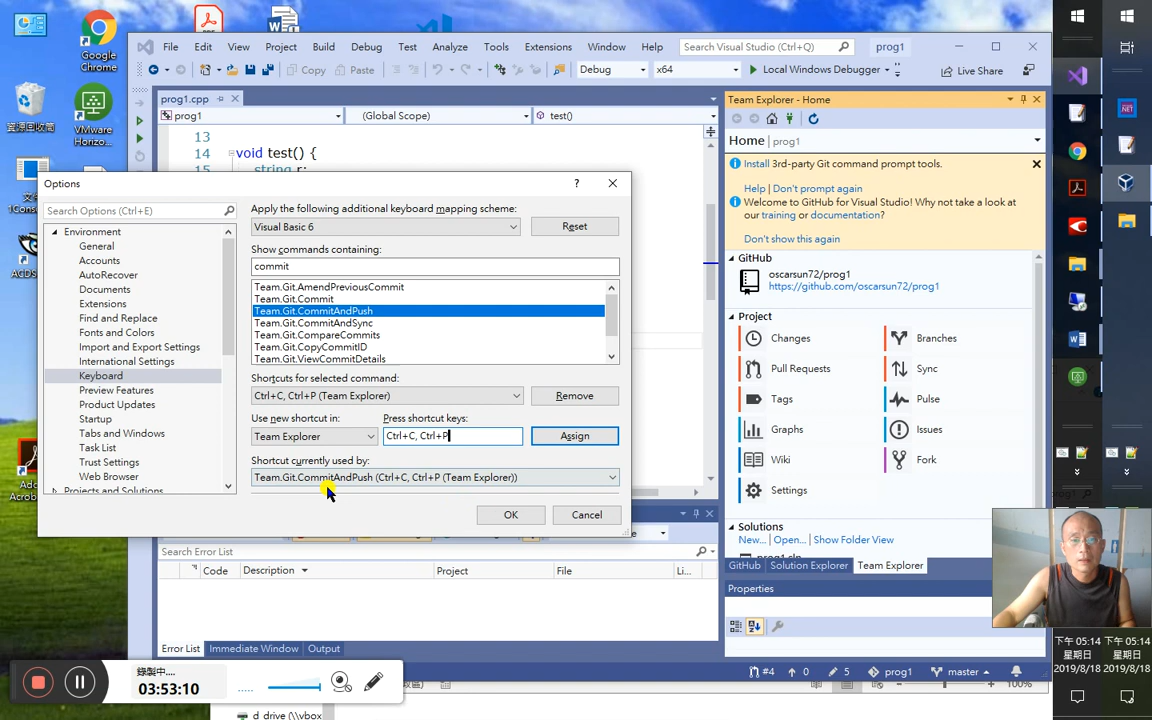 Google
Chrome
資源回收筒
VMware
Horizo...
File Edit View Project Build Debug Test Analyze Tools Extensions Window Help Search Visual Studio (Ctrl+Q) prog1
Copy Paste Debug x64 Local Windows Debugger Live Share
prog1.cpp
prog1 (Global Scope) test()
13
14 void test() {
15 string r;
Options
Search Options (Ctrl+E)
Environment
General
Accounts
AutoRecover
Documents
Extensions
Find and Replace
Fonts and Colors
Import and Export Settings
International Settings
Keyboard
Preview Features
Product Updates
Startup
Tabs and Windows
Task List
Trust Settings
Web Browser
Projects and Solutions
Apply the following additional keyboard mapping scheme:
Visual Basic 6 Reset
Show commands containing:
commit
Team.Git.AmendPreviousCommit
Team.Git.Commit
Team.Git.CommitAndPush
Team.Git.CommitAndSync
Team.Git.CompareCommits
Team.Git.CopyCommitID
Team.Git.ViewCommitDetails
Shortcuts for selected command:
Ctrl+C, Ctrl+P (Team Explorer) Remove
Use new shortcut in: Press shortcut keys:
Team Explorer Ctrl+C, Ctrl+P Assign
Shortcut currently used by:
Team.Git.CommitAndPush (Ctrl+C, Ctrl+P (Team Explorer))
OK Cancel
Team Explorer - Home
Home | prog1
Install 3rd-party Git command prompt tools.
Help | Don't prompt again
Welcome to GitHub for Visual Studio! Why not take a look at our training or documentation?
Don't show this again
GitHub
oscarsun72/prog1
https://github.com/oscarsun72/prog1
Project
Changes Branches
Pull Requests Sync
Tags Pulse
Graphs Issues
Wiki Fork
Settings
Solutions
New... Open... Show Folder View
GitHub Solution Explorer Team Explorer
Properties
Search Error List
Code Description Project File Li...
Error List Immediate Window Output
#4 0 5 prog1 master
100%
錄製中....
03:53:10
d_drive (\\vbox
下午 05:14 下午 05:14
星期日 星期日
2019/8/18 2019/8/18